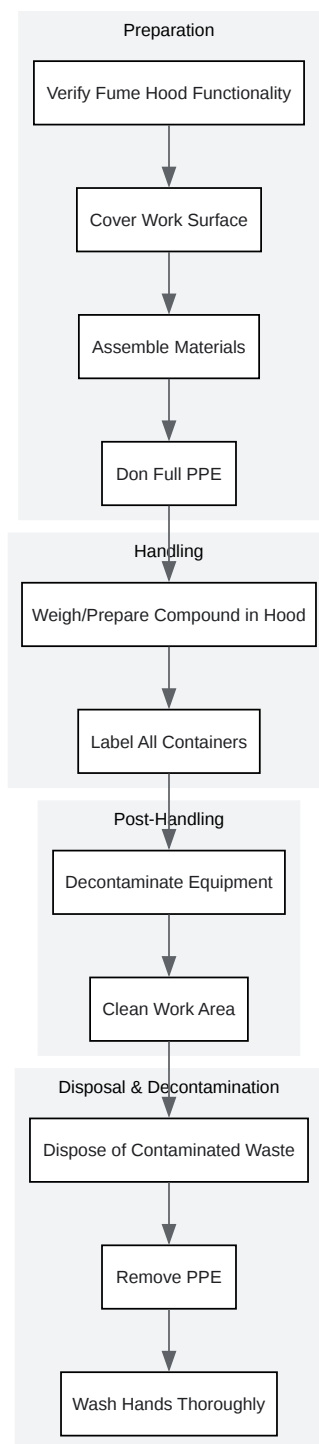 Preparation
Verify Fume Hood Functionality
Cover Work Surface
Assemble Materials
Don Full PPE
Handling
Weigh/Prepare Compound in Hood
Label All Containers
Post-Handling
Decontaminate Equipment
Clean Work Area
Disposal & Decontamination
Dispose of Contaminated Waste
Remove PPE
Wash Hands Thoroughly